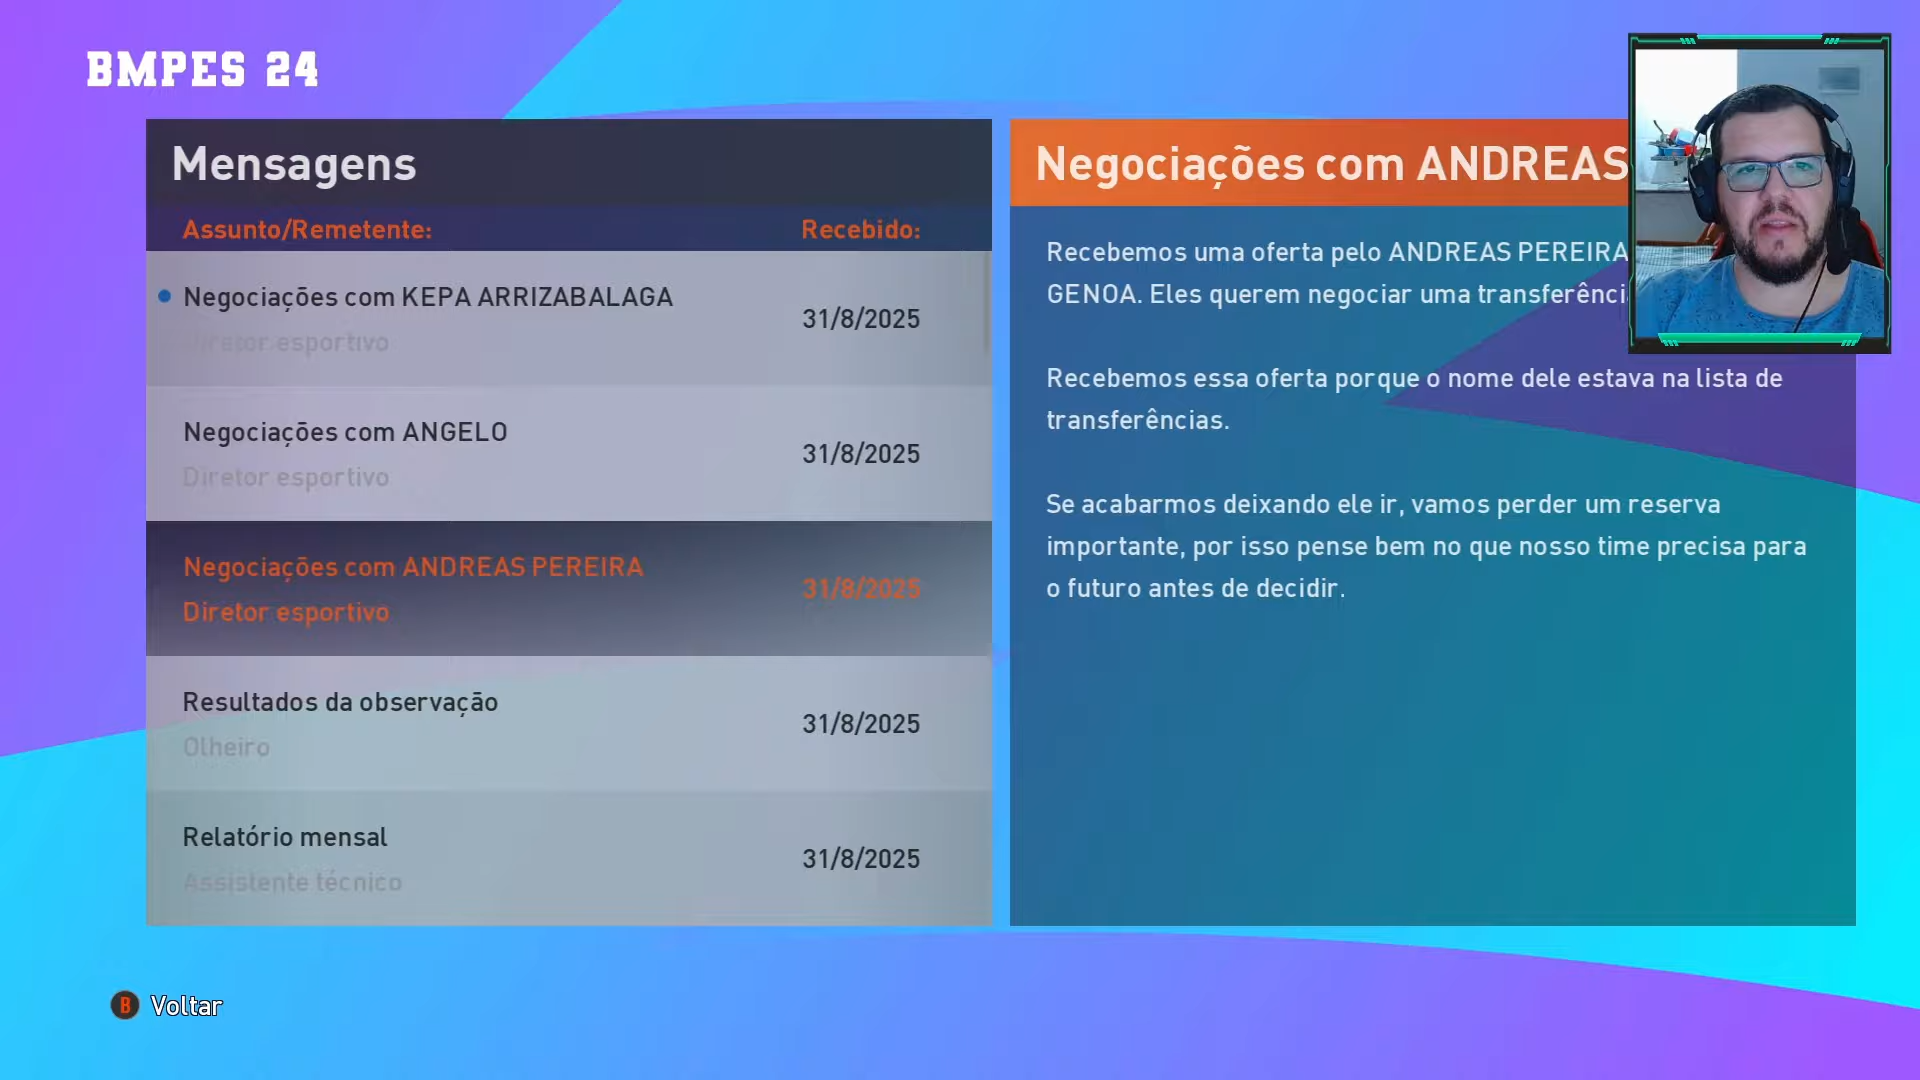 BMPES 24
Mensagens
Assunto/Remetente:
Recebido:
Negociações com KEPA ARRIZABALAGA
Diretor esportivo
31/8/2025
Negociações com ANGELO
Diretor esportivo
31/8/2025
Negociações com ANDREAS PEREIRA
Diretor esportivo
31/8/2025
Resultados da observação
Olheiro
31/8/2025
Relatório mensal
Assistente técnico
31/8/2025
Negociações com ANDREAS
Recebemos uma oferta pelo ANDREAS PEREIRA
GENOA. Eles querem negociar uma
Recebemos essa oferta porque o nome dele estava na lista de
transferências.
Se acabarmos deixando ele ir, vamos perder um reserva
importante, por isso pense bem no que nosso time precisa para
o futuro antes de decidir.
B Voltar